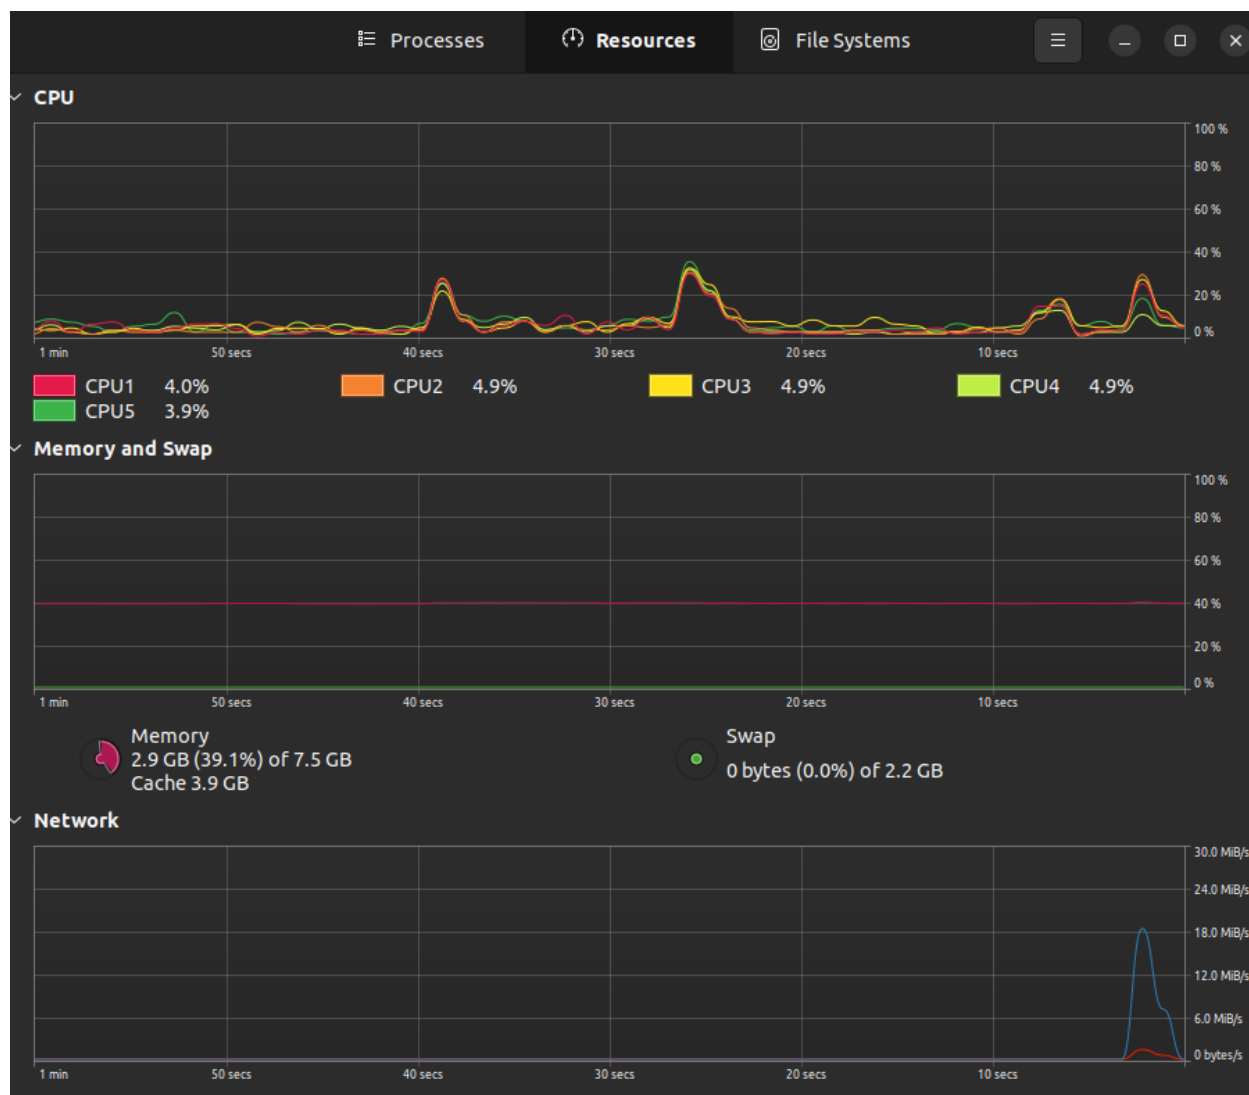 Processes Resources File Systems
CPU
100 %
80 %
60 %
40 %
20 %
0 %
1 min 50 secs 40 secs 30 secs 20 secs 10 secs
CPU1 4.0% CPU2 4.9% CPU3 4.9% CPU4 4.9%
CPU5 3.9%
Memory and Swap
100 %
80 %
60 %
40 %
20 %
0 %
1 min 50 secs 40 secs 30 secs 20 secs 10 secs
Memory
2.9 GB (39.1%) of 7.5 GB
Cache 3.9 GB
Swap
0 bytes (0.0%) of 2.2 GB
Network
30.0 MiB/s
24.0 MiB/s
18.0 MiB/s
12.0 MiB/s
6.0 MiB/s
0 bytes/s
1 min 50 secs 40 secs 30 secs 20 secs 10 secs